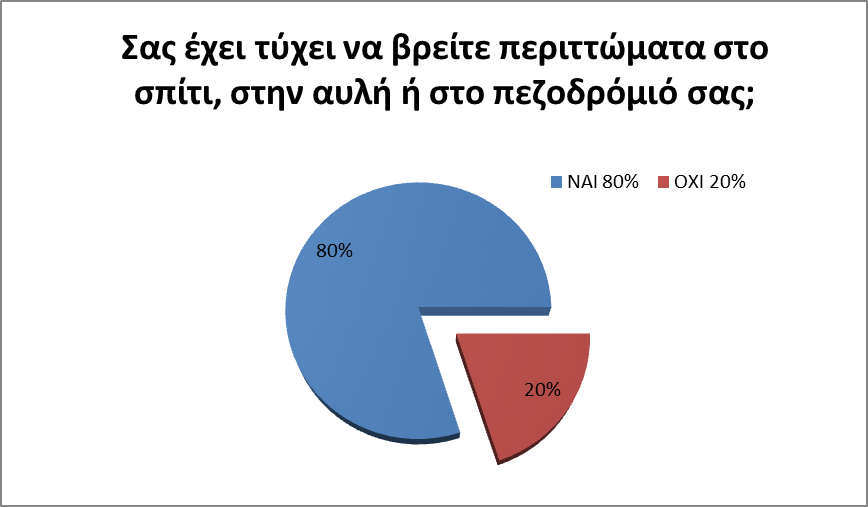 Σας έχει τύχει να βρείτε περιττώματα στο
σπίτι, στην αυλή ή στο πεζοδρόμιό σας;
ΝΑΙ 80% ΟΧΙ 20%
80%
20%